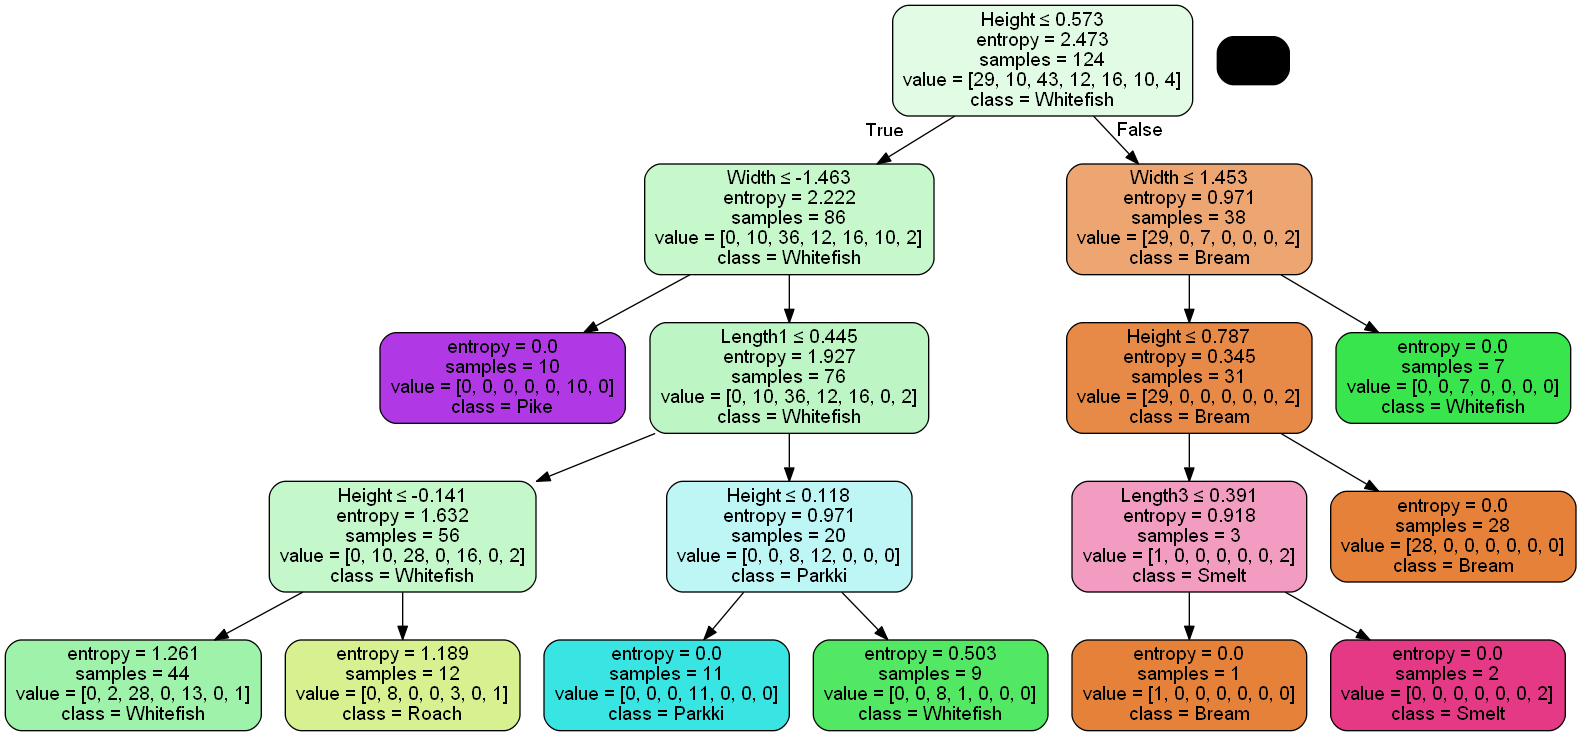 Height ≤ 0.573
entropy = 2.473
samples = 124
value = [29, 10, 43, 12, 16, 10, 4]
class = Whitefish
True
False
Width ≤ -1.463
entropy = 2.222
samples = 86
value = [0, 10, 36, 12, 16, 10, 2]
class = Whitefish
Width ≤ 1.453
entropy = 0.971
samples = 38
value = [29, 0, 7, 0, 0, 0, 2]
class = Bream
entropy = 0.0
samples = 10
value = [0, 0, 0, 0, 0, 10, 0]
class = Pike
Length1 ≤ 0.445
entropy = 1.927
samples = 76
value = [0, 10, 36, 12, 16, 0, 2]
class = Whitefish
Height ≤ 0.787
entropy = 0.345
samples = 31
value = [29, 0, 0, 0, 0, 0, 2]
class = Bream
entropy = 0.0
samples = 7
value = [0, 0, 7, 0, 0, 0, 0]
class = Whitefish
Height ≤ -0.141
entropy = 1.632
samples = 56
value = [0, 10, 28, 0, 16, 0, 2]
class = Whitefish
Height ≤ 0.118
entropy = 0.971
samples = 20
value = [0, 0, 8, 12, 0, 0, 0]
class = Parkki
Length3 ≤ 0.391
entropy = 0.918
samples = 3
value = [1, 0, 0, 0, 0, 0, 2]
class = Smelt
entropy = 0.0
samples = 28
value = [28, 0, 0, 0, 0, 0, 0]
class = Bream
entropy = 1.261
samples = 44
value = [0, 2, 28, 0, 13, 0, 1]
class = Whitefish
entropy = 1.189
samples = 12
value = [0, 8, 0, 0, 3, 0, 1]
class = Roach
entropy = 0.0
samples = 11
value = [0, 0, 0, 11, 0, 0, 0]
class = Parkki
entropy = 0.503
samples = 9
value = [0, 0, 8, 1, 0, 0, 0]
class = Whitefish
entropy = 0.0
samples = 1
value = [1, 0, 0, 0, 0, 0, 0]
class = Bream
entropy = 0.0
samples = 2
value = [0, 0, 0, 0, 0, 0, 2]
class = Smelt